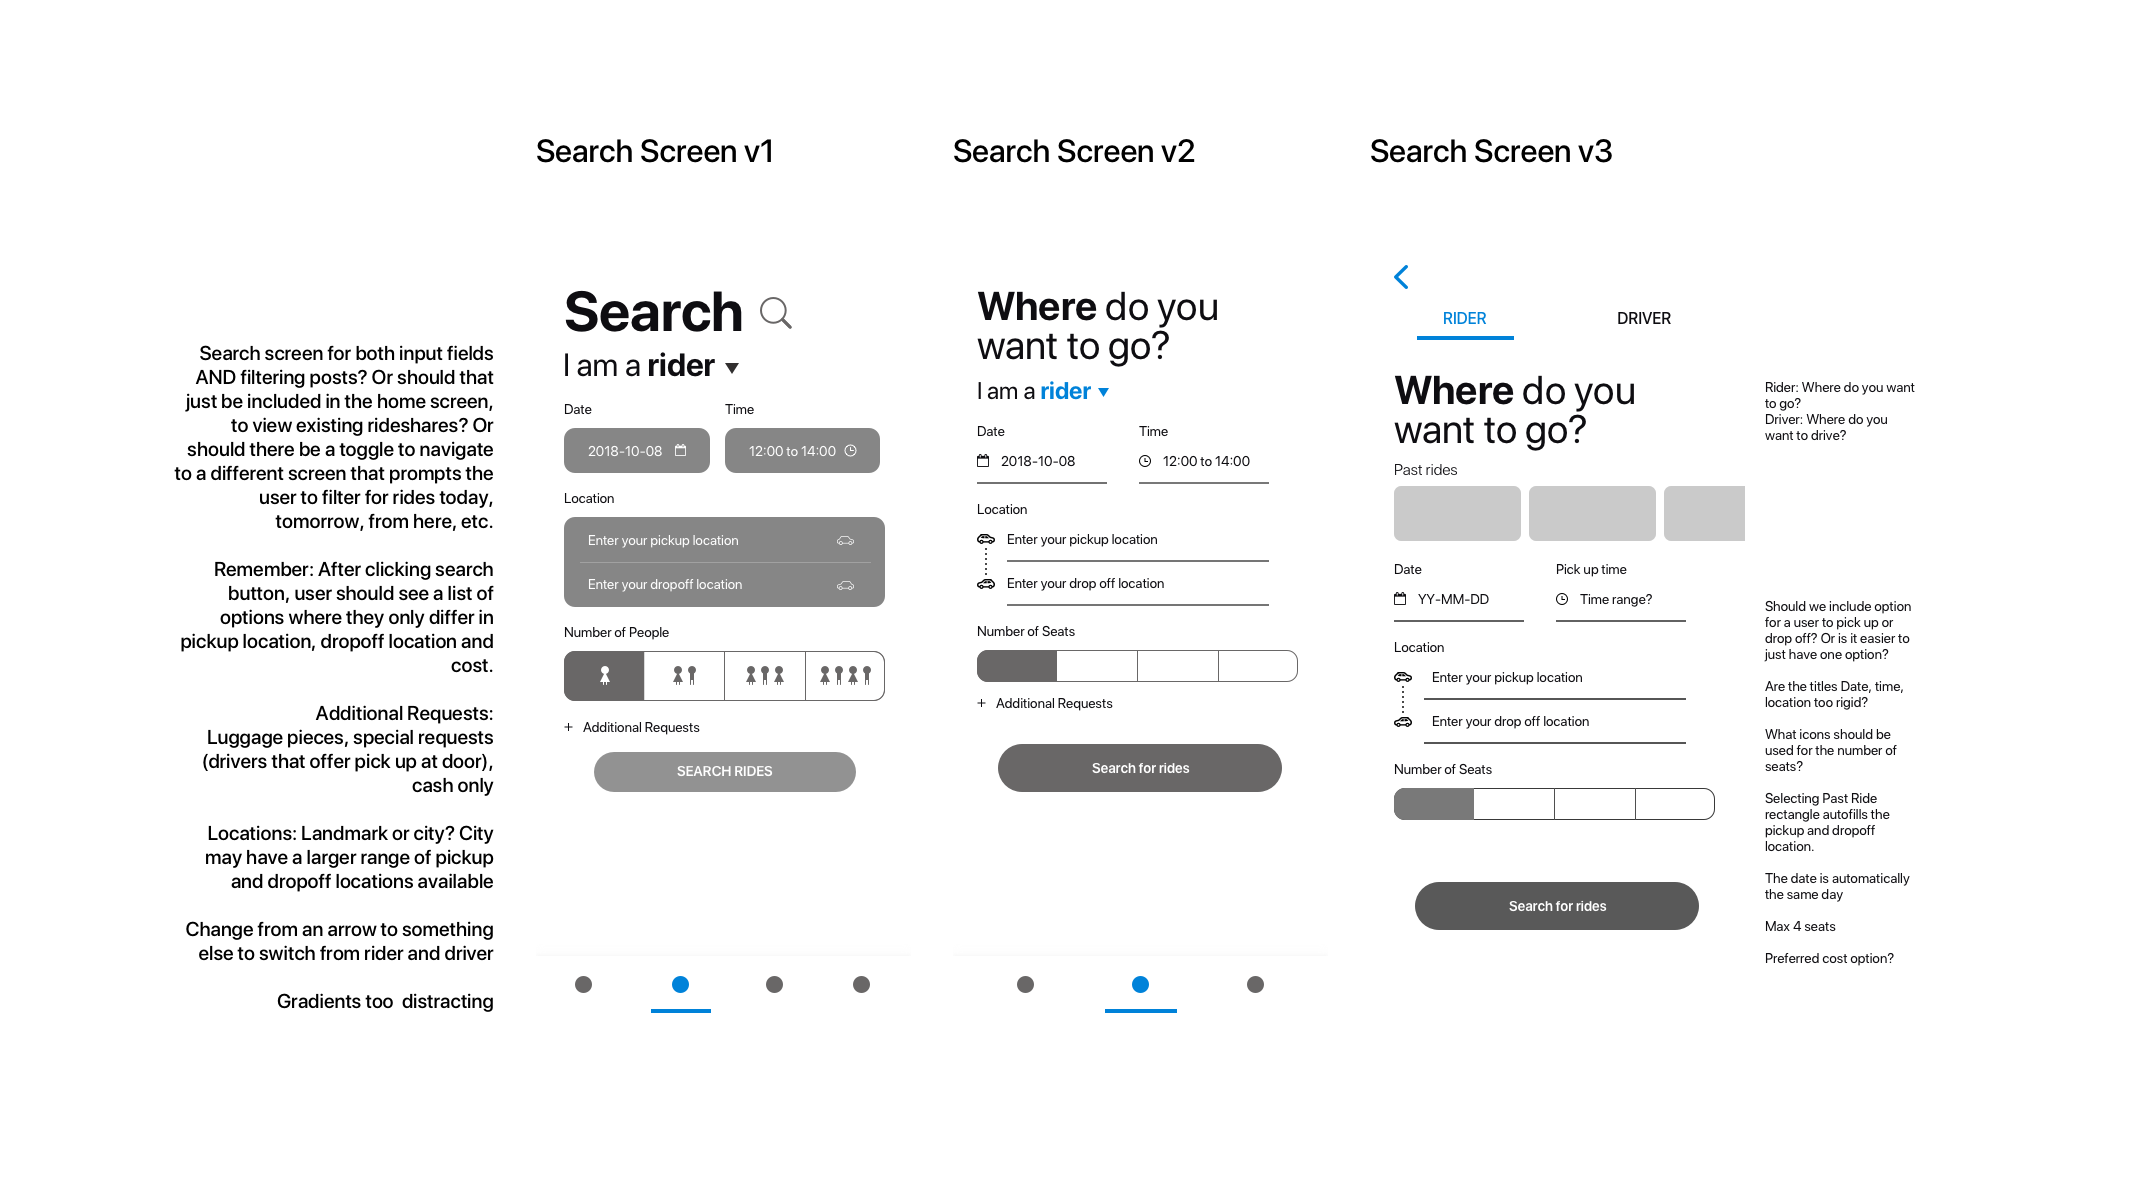 Search Screen v1
Search Screen v2
Search Screen v3
Search screen for both input fields
AND filtering posts? Or should that
just be included in the home screen,
to view existing rideshares? Or
should there be a toggle to navigate
to a different screen that prompts the
user to filter for rides today,
tomorrow, from here, etc.
Remember: After clicking search
button, user should see a list of
options where they only differ in
pickup location, dropoff location and
cost.
Additional Requests:
Luggage pieces, special requests
(drivers that offer pick up at door),
cash only
Locations: Landmark or city? City
may have a larger range of pickup
and dropoff locations available
Change from an arrow to something
else to switch from rider and driver
Gradients too  distracting
Search
I am a rider
Date
Time
2018-10-08
12:00 to 14:00
Location
Enter your pickup location
Enter your dropoff location
Number of People
+ Additional Requests
SEARCH RIDES
Where do you
want to go?
I am a rider
Date
Time
2018-10-08
12:00 to 14:00
Location
Enter your pickup location
Enter your drop off location
Number of Seats
+ Additional Requests
Search for rides
RIDER
DRIVER
Where do you
want to go?
Past rides
Date
Pick up time
YY-MM-DD
Time range?
Location
Enter your pickup location
Enter your drop off location
Number of Seats
Search for rides
Rider: Where do you want
to go?
Driver: Where do you
want to drive?
Should we include option
for a user to pick up or
drop off? Or is it easier to
just have one option?
Are the titles Date, time,
location too rigid?
What icons should be
used for the number of
seats?
Selecting Past Ride
rectangle autofills the
pickup and dropoff
location.
The date is automatically
the same day
Max 4 seats
Preferred cost option?